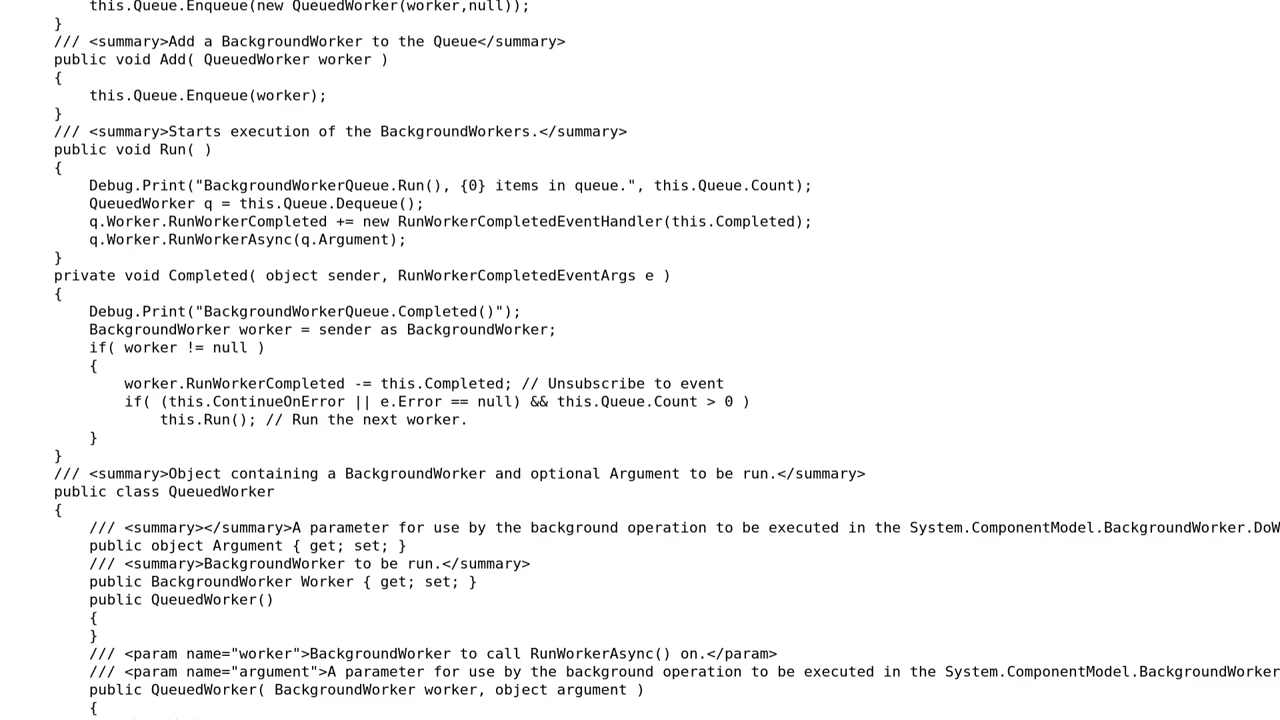 this.Queue.Enqueue(new QueuedWorker(worker,null));
}
/// <summary>Add a BackgroundWorker to the Queue</summary>
public void Add( QueuedWorker worker )
{
this.Queue.Enqueue(worker);
}
/// <summary>Starts execution of the BackgroundWorkers.</summary>
public void Run( )
{
Debug.Print("BackgroundWorkerQueue.Run(), {0} items in queue.", this.Queue.Count);
QueuedWorker q = this.Queue.Dequeue();
q.Worker.RunWorkerCompleted += new RunWorkerCompletedEventHandler(this.Completed);
q.Worker.RunWorkerAsync(q.Argument);
}
private void Completed( object sender, RunWorkerCompletedEventArgs e )
{
Debug.Print("BackgroundWorkerQueue.Completed()");
BackgroundWorker worker = sender as BackgroundWorker;
if( worker != null )
{
worker.RunWorkerCompleted -= this.Completed; // Unsubscribe to event
if( (this.ContinueOnError || e.Error == null) && this.Queue.Count > 0 )
this.Run(); // Run the next worker.
}
}
/// <summary>Object containing a BackgroundWorker and optional Argument to be run.</summary>
public class QueuedWorker
{
/// <summary></summary>A parameter for use by the background operation to be executed in the System.ComponentModel.BackgroundWorker.DoW
public object Argument { get; set; }
/// <summary>BackgroundWorker to be run.</summary>
public BackgroundWorker Worker { get; set; }
public QueuedWorker()
{
}
/// <param name="worker">BackgroundWorker to call RunWorkerAsync() on.</param>
/// <param name="argument">A parameter for use by the background operation to be executed in the System.ComponentModel.BackgroundWorker
public QueuedWorker( BackgroundWorker worker, object argument )
{